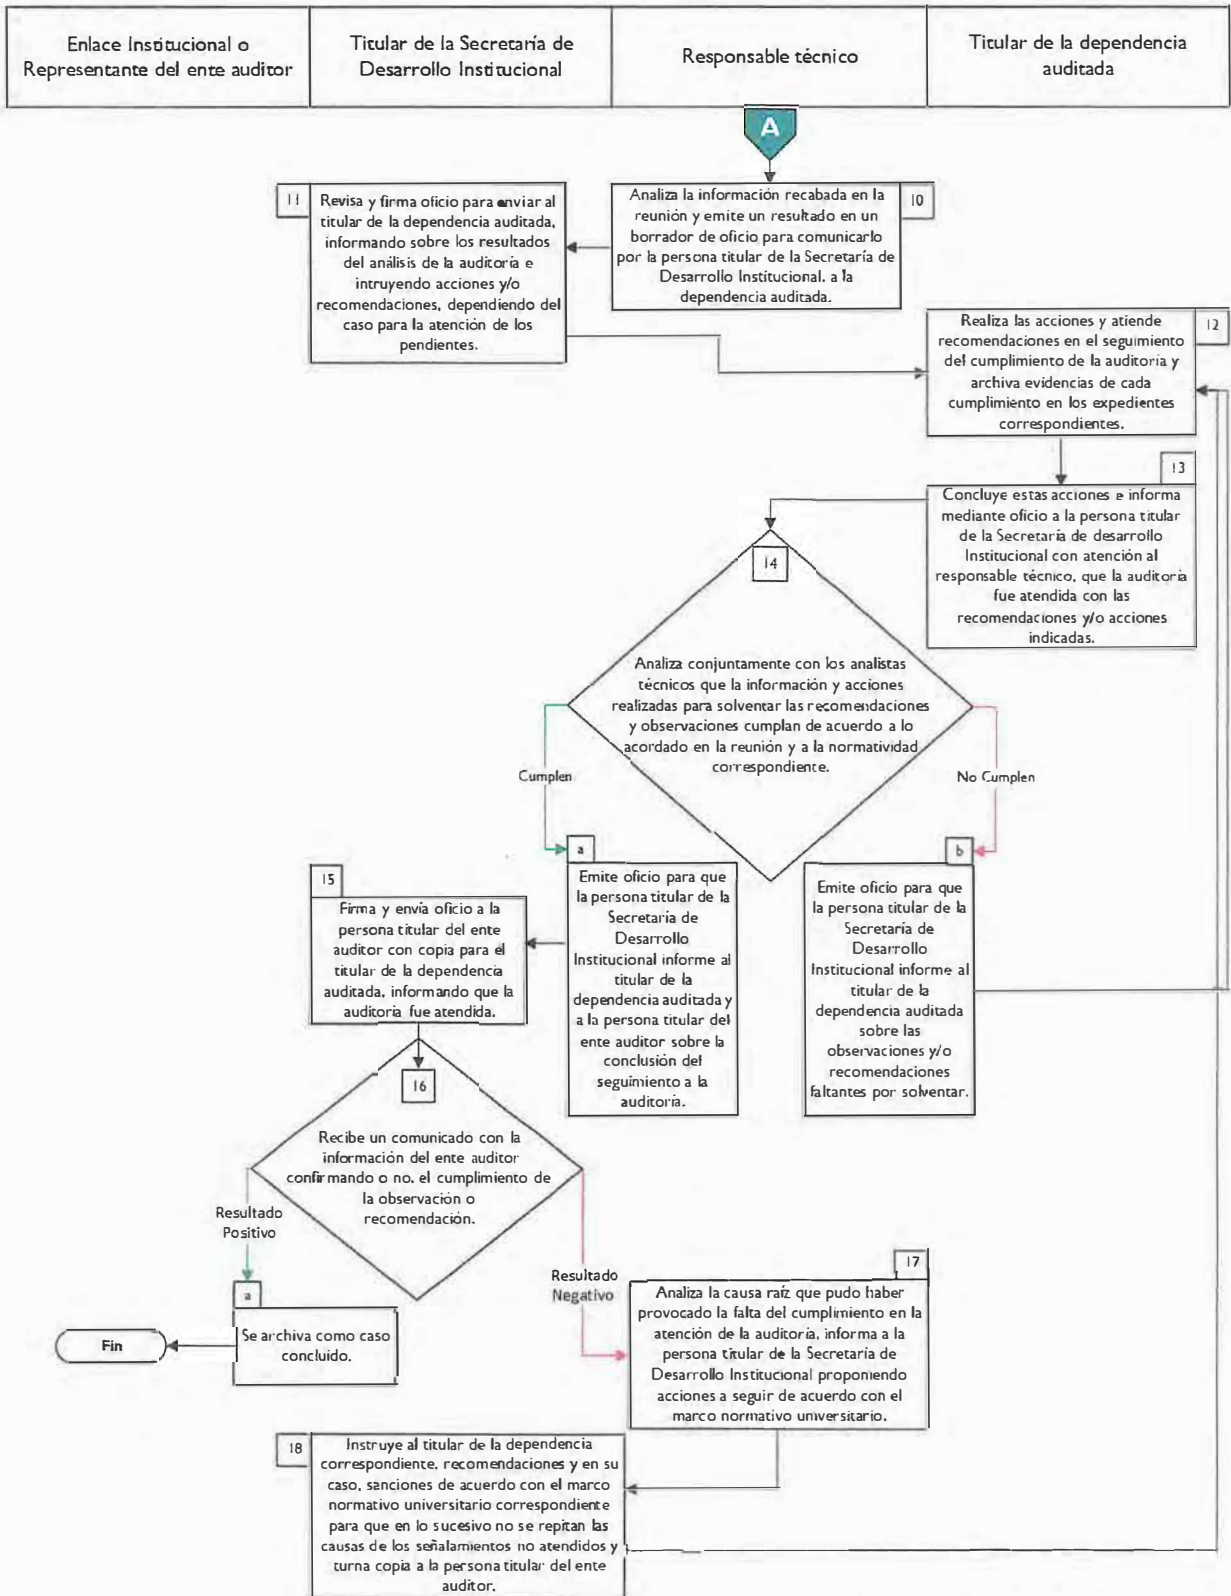 Enlace Institucional o
Representante del ente auditor
Titular de la Secretaría de
Desarrollo Institucional
Responsable técnico
Titular de la dependencia
auditada
A
10
Analiza la información recabada en la
reunión y emite un resultado en un
borrador de oficio para comunicarlo
por la persona titular de la Secretaría de
Desarrollo Institucional, a la
dependencia auditada.
11
Revisa y firma oficio para enviar al
titular de la dependencia auditada,
informando sobre los resultados
del análisis de la auditoría e
intruyendo acciones y/o
recomendaciones, dependiendo del
caso para la atención de los
pendientes.
12
Realiza las acciones y atiende
recomendaciones en el seguimiento
del cumplimiento de la auditoría y
archiva evidencias de cada
cumplimiento en los expedientes
correspondientes.
13
Concluye estas acciones e informa
mediante oficio a la persona titular
de la Secretaría de desarrollo
Institucional con atención al
responsable técnico, que la auditoría
fue atendida con las
recomendaciones y/o acciones
indicadas.
14
Analiza conjuntamente con los analistas
técnicos que la información y acciones
realizadas para solventar las recomendaciones
y observaciones cumplan de acuerdo a lo
acordado en la reunión y a la normatividad
correspondiente.
Cumplen
No Cumplen
a
Emite oficio para que
la persona titular de la
Secretaría de
Desarrollo
Institucional informe al
titular de la
dependencia auditada y
a la persona titular del
ente auditor sobre la
conclusión del
seguimiento a la
auditoría.
b
Emite oficio para que
la persona titular de la
Secretaría de
Desarrollo
Institucional informe al
titular de la
dependencia auditada
sobre las
observaciones y/o
recomendaciones
faltantes por solventar.
15
Firma y envía oficio a la
persona titular del ente
auditor con copia para el
titular de la dependencia
auditada, informando que la
auditoría fue atendida.
16
Recibe un comunicado con la
información del ente auditor
confirmando o no, el cumplimiento de
la observación o
recomendación.
Resultado
Positivo
Resultado
Negativo
a
Se archiva como caso
concluido.
Fin
17
Analiza la causa raíz que pudo haber
provocado la falta del cumplimiento en la
atención de la auditoría, informa a la
persona titular de la Secretaría de
Desarrollo Institucional proponiendo
acciones a seguir de acuerdo con el
marco normativo universitario.
18
Instruye al titular de la dependencia
correspondiente, recomendaciones y en su
caso, sanciones de acuerdo con el marco
normativo universitario correspondiente
para que en lo sucesivo no se repitan las
causas de los señalamientos no atendidos y
turna copia a la persona titular del ente
auditor.